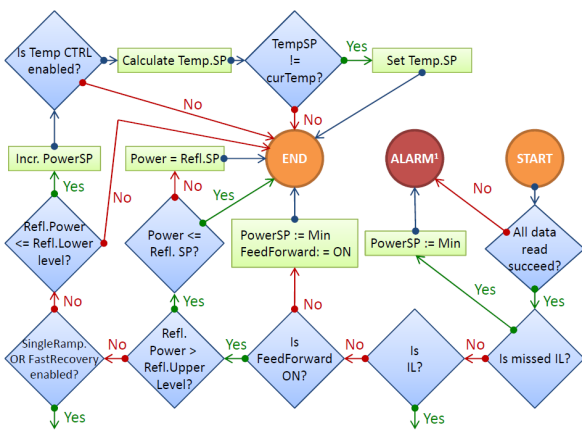 Is Temp CTRL
enabled?
Calculate Temp.SP
TempSP
!=
curTemp?
Yes
Set Temp.SP
No
No
Incr. PowerSP
Power = Refl.SP
END
ALARM¹
START
No
Yes
No
No
Yes
Refl.Power
<= Refl.Lower
level?
Power <=
Refl. SP?
PowerSP := Min
FeedForward: = ON
PowerSP := Min
All data
read
succeed?
No
Yes
No
Yes
Yes
SingleRamp.
OR FastRecovery
enabled?
No
Refl.
Power >
Refl.Upper
Level?
Yes
Is
FeedForward
ON?
No
Is
IL?
No
Is missed IL?
Yes
Yes